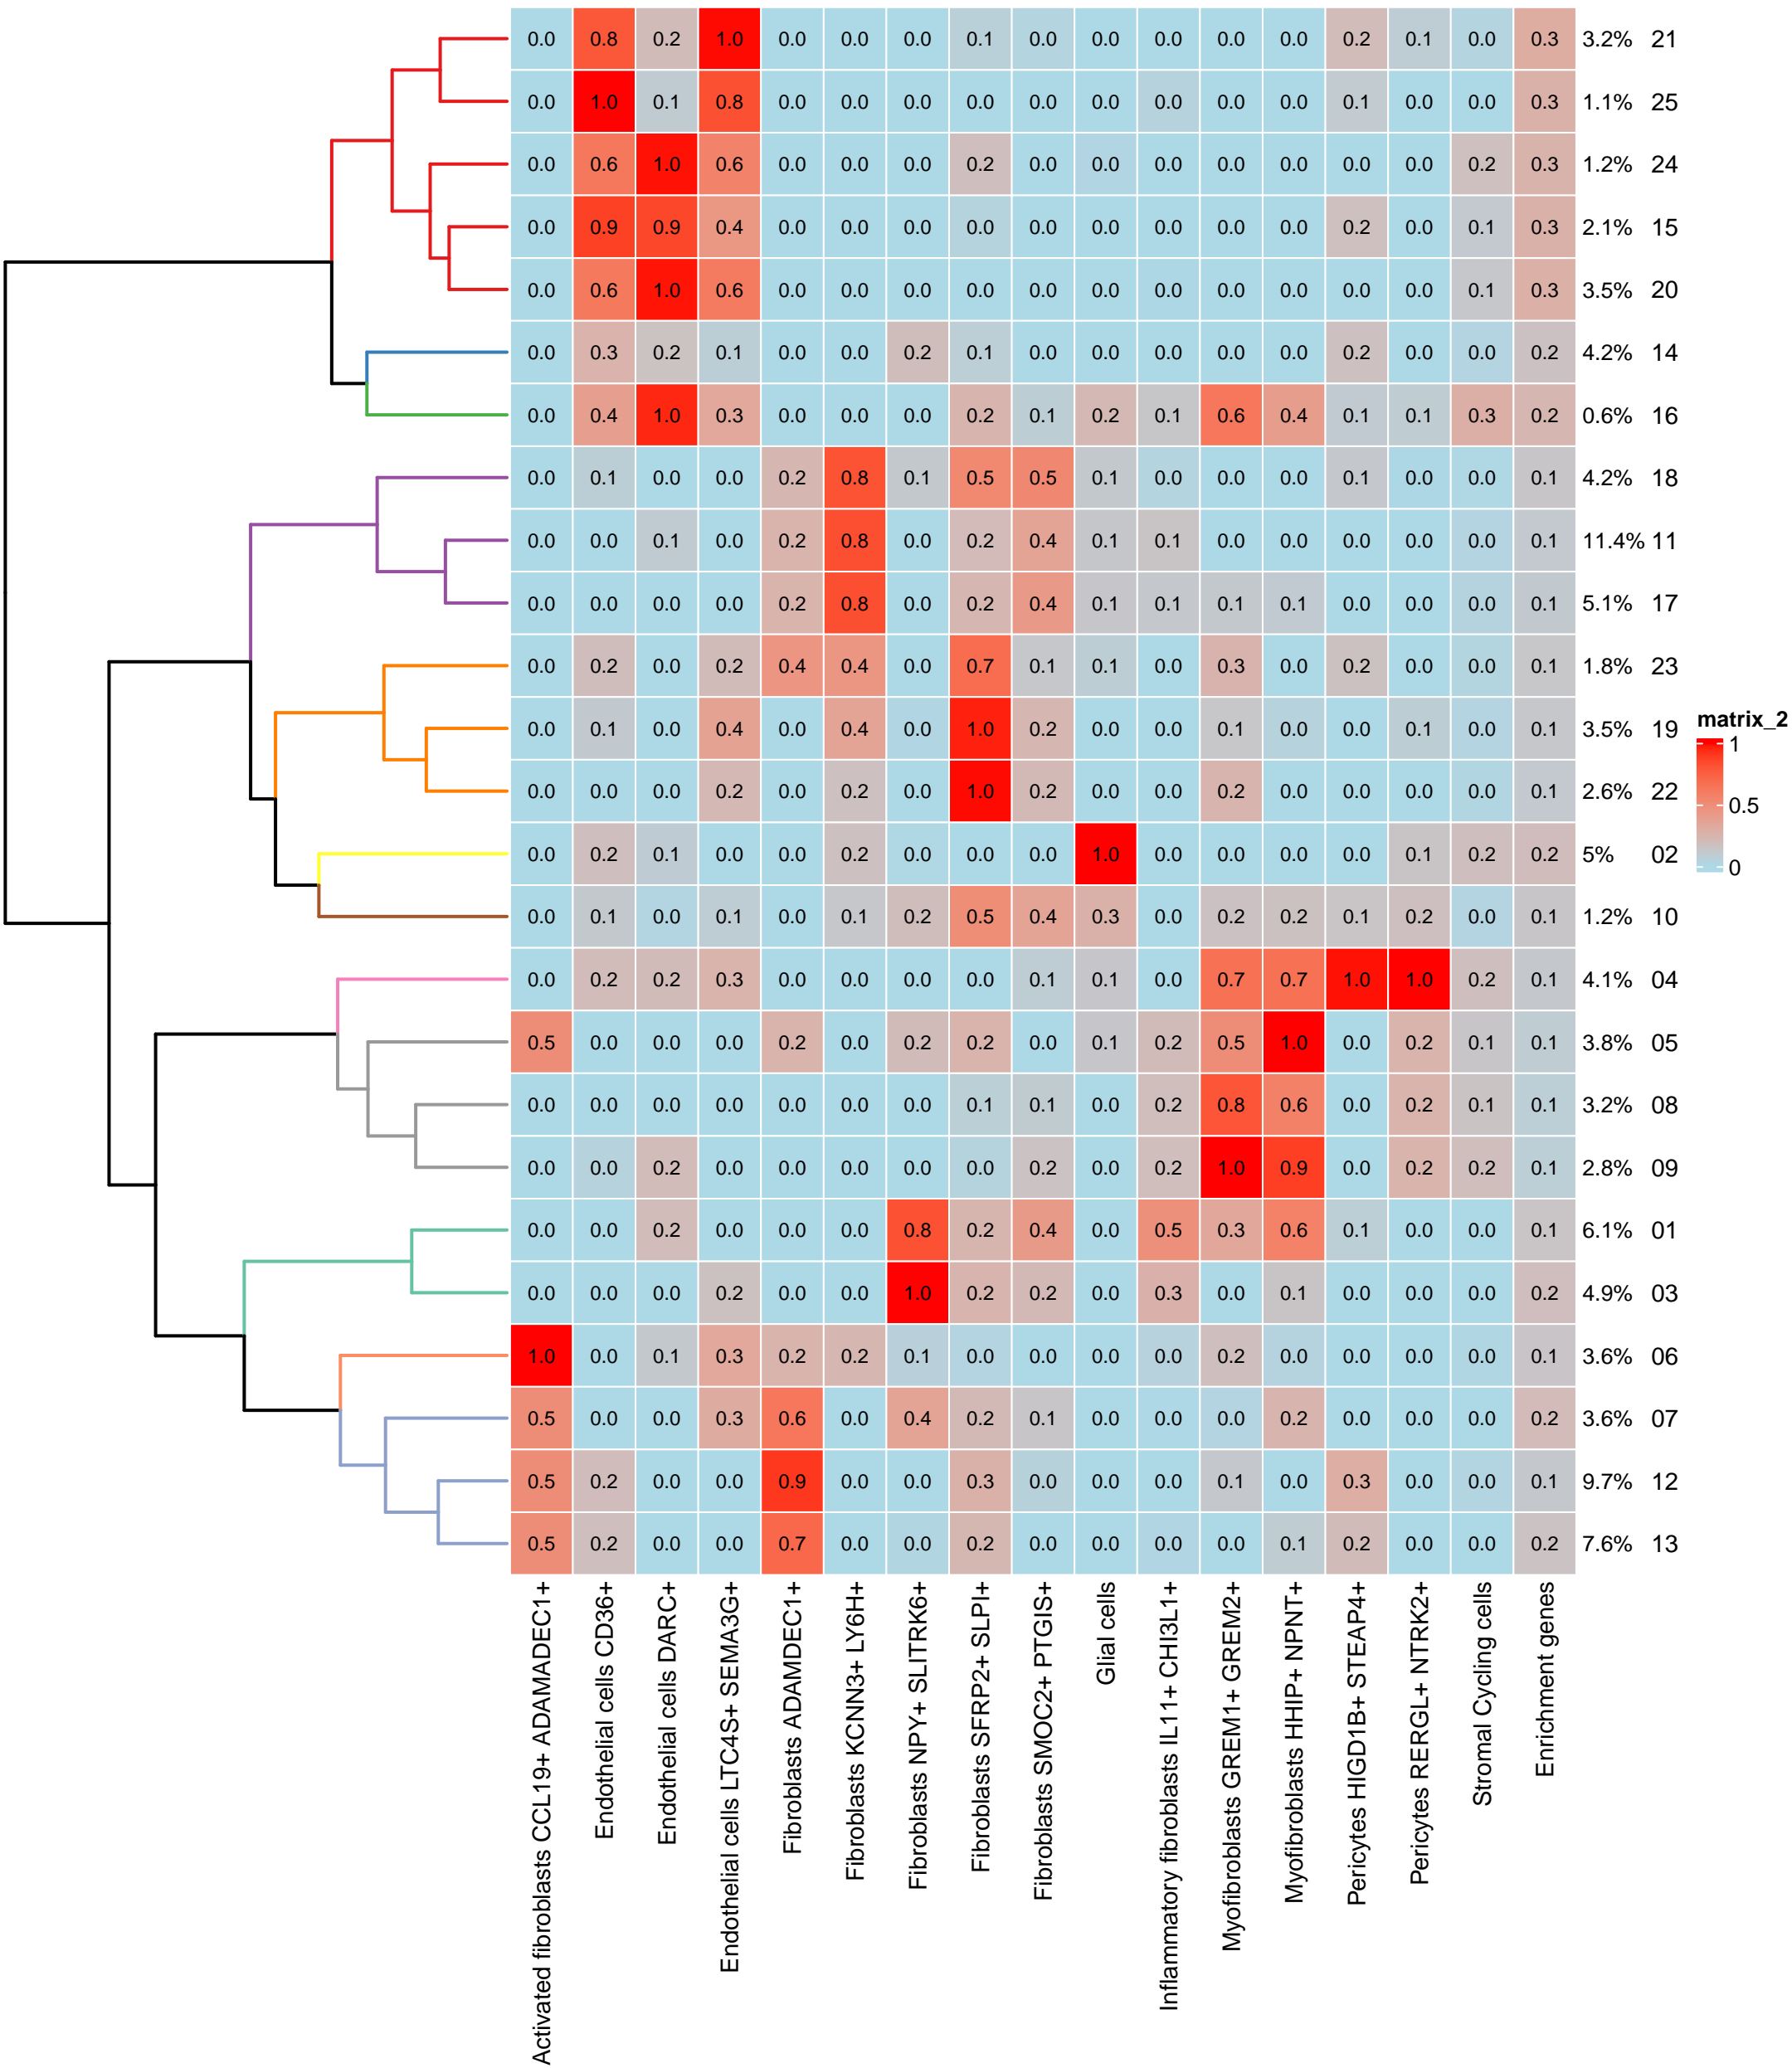 0.0 0.8 0.2 1.0 0.0 0.0 0.0 0.1 0.0 0.0 0.0 0.0 0.0 0.2 0.1 0.0 0.3 3.2% 21
0.0 1.0 0.1 0.8 0.0 0.0 0.0 0.0 0.0 0.0 0.0 0.0 0.0 0.1 0.0 0.0 0.3 1.1% 25
0.0 0.6 1.0 0.6 0.0 0.0 0.0 0.2 0.0 0.0 0.0 0.0 0.0 0.0 0.0 0.2 0.3 1.2% 24
0.0 0.9 0.9 0.4 0.0 0.0 0.0 0.0 0.0 0.0 0.0 0.0 0.0 0.2 0.0 0.1 0.3 2.1% 15
0.0 0.6 1.0 0.6 0.0 0.0 0.0 0.0 0.0 0.0 0.0 0.0 0.0 0.0 0.0 0.1 0.3 3.5% 20
0.0 0.3 0.2 0.1 0.0 0.0 0.2 0.1 0.0 0.0 0.0 0.0 0.0 0.2 0.0 0.0 0.2 4.2% 14
0.0 0.4 1.0 0.3 0.0 0.0 0.0 0.2 0.1 0.2 0.1 0.6 0.4 0.1 0.1 0.3 0.2 0.6% 16
0.0 0.1 0.0 0.0 0.2 0.8 0.1 0.5 0.5 0.1 0.0 0.0 0.0 0.1 0.0 0.0 0.1 4.2% 18
0.0 0.0 0.1 0.0 0.2 0.8 0.0 0.2 0.4 0.1 0.1 0.0 0.0 0.0 0.0 0.0 0.1 11.4% 11
0.0 0.0 0.0 0.0 0.2 0.8 0.0 0.2 0.4 0.1 0.1 0.1 0.1 0.0 0.0 0.0 0.1 5.1% 17
0.0 0.2 0.0 0.2 0.4 0.4 0.0 0.7 0.1 0.1 0.0 0.3 0.0 0.2 0.0 0.0 0.1 1.8% 23
0.0 0.1 0.0 0.4 0.0 0.4 0.0 1.0 0.2 0.0 0.0 0.1 0.0 0.0 0.1 0.0 0.1 3.5% 19
0.0 0.0 0.0 0.2 0.0 0.2 0.0 1.0 0.2 0.0 0.0 0.2 0.0 0.0 0.0 0.0 0.1 2.6% 22
0.0 0.2 0.1 0.0 0.0 0.2 0.0 0.0 0.0 1.0 0.0 0.0 0.0 0.0 0.1 0.2 0.2 5% 02
0.0 0.1 0.0 0.1 0.0 0.1 0.2 0.5 0.4 0.3 0.0 0.2 0.2 0.1 0.2 0.0 0.1 1.2% 10
0.0 0.2 0.2 0.3 0.0 0.0 0.0 0.0 0.1 0.1 0.0 0.7 0.7 1.0 1.0 0.2 0.1 4.1% 04
0.5 0.0 0.0 0.0 0.2 0.0 0.2 0.2 0.0 0.1 0.2 0.5 1.0 0.0 0.2 0.1 0.1 3.8% 05
0.0 0.0 0.0 0.0 0.0 0.0 0.0 0.1 0.1 0.0 0.2 0.8 0.6 0.0 0.2 0.1 0.1 3.2% 08
0.0 0.0 0.2 0.0 0.0 0.0 0.0 0.0 0.2 0.0 0.2 1.0 0.9 0.0 0.2 0.2 0.1 2.8% 09
0.0 0.0 0.2 0.0 0.0 0.0 0.8 0.2 0.4 0.0 0.5 0.3 0.6 0.1 0.0 0.0 0.1 6.1% 01
0.0 0.0 0.0 0.2 0.0 0.0 1.0 0.2 0.2 0.0 0.3 0.0 0.1 0.0 0.0 0.0 0.2 4.9% 03
1.0 0.0 0.1 0.3 0.2 0.2 0.1 0.0 0.0 0.0 0.0 0.2 0.0 0.0 0.0 0.0 0.1 3.6% 06
0.5 0.0 0.0 0.3 0.6 0.0 0.4 0.2 0.1 0.0 0.0 0.0 0.2 0.0 0.0 0.0 0.2 3.6% 07
0.5 0.2 0.0 0.0 0.9 0.0 0.0 0.3 0.0 0.0 0.0 0.1 0.0 0.3 0.0 0.0 0.1 9.7% 12
0.5 0.2 0.0 0.0 0.7 0.0 0.0 0.2 0.0 0.0 0.0 0.0 0.1 0.2 0.0 0.0 0.2 7.6% 13
Activated fibroblasts CCL19+ ADAMADEC1+
Endothelial cells CD36+
Endothelial cells DARC+
Endothelial cells LTC4S+ SEMA3G+
Fibroblasts ADAMDEC1+
Fibroblasts KCNN3+ LY6H+
Fibroblasts NPY+ SLITRK6+
Fibroblasts SFRP2+ SLPI+
Fibroblasts SMOC2+ PTGIS+
Glial cells
Inflammatory fibroblasts IL11+ CHI3L1+
Myofibroblasts GREM1+ GREM2+
Myofibroblasts HHIP+ NPNT+
Pericytes HIGD1B+ STEAP4+
Pericytes RERGL+ NTRK2+
Stromal Cycling cells
Enrichment genes
matrix_2
1
0.5
0